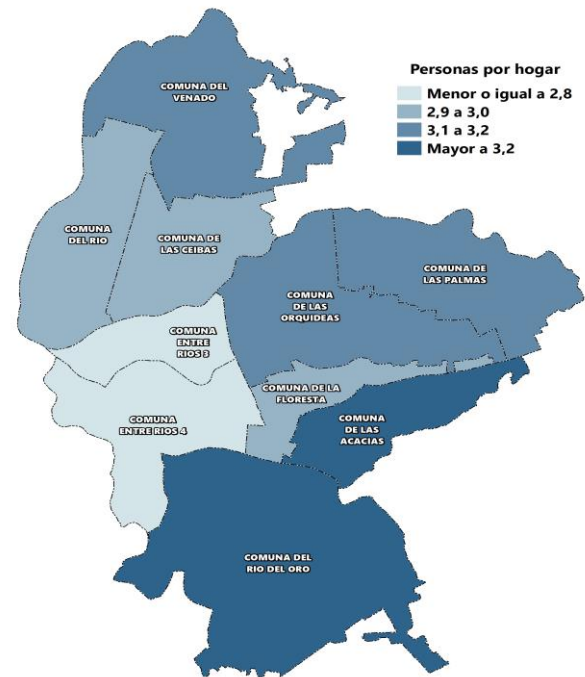 Personas por hogar
Menor o igual a 2,8
2,9 a 3,0
3,1 a 3,2
Mayor a 3,2
COMUNA DEL
VENADO
COMUNA
DEL RIO
COMUNA DE
LAS CEIBAS
COMUNA DE
LAS PALMAS
COMUNA
DE LAS
ORQUIDEAS
COMUNA
ENTRE
RIOS 3
COMUNA DE LA
FLORESTA
COMUNA
ENTRE RIOS 4
COMUNA
DE LAS
ACACIAS
COMUNA DEL
RIO DEL ORO